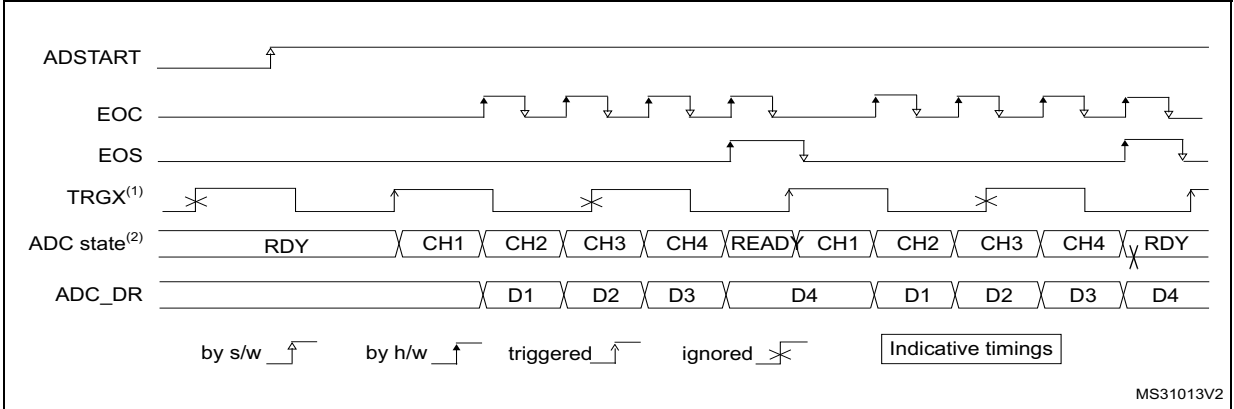 ADSTART
EOC
EOS
TRGX(1)
ADC state(2) RDY CH1 CH2 CH3 CH4 READY CH1 CH2 CH3 CH4 RDY
ADC_DR D1 D2 D3 D4 D1 D2 D3 D4
by s/w by h/w triggered ignored Indicative timings
MS31013V2